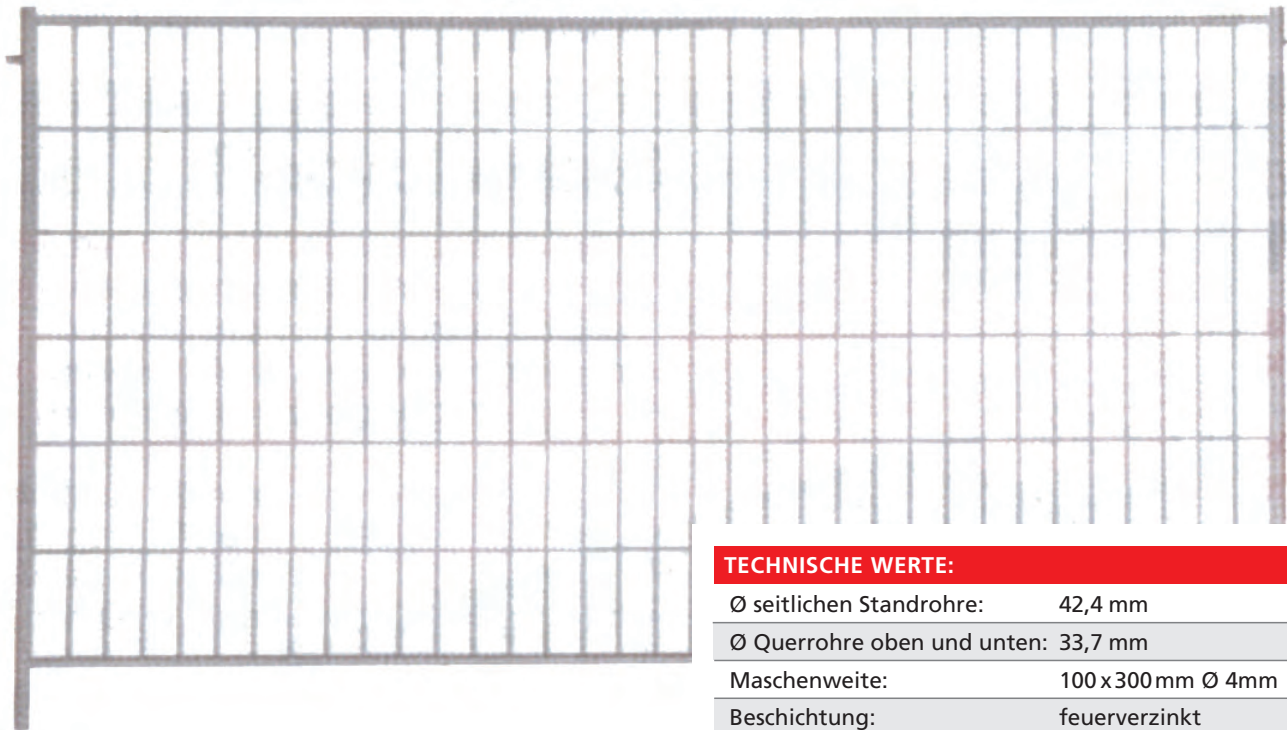 TECHNISCHE WERTE:
Ø seitlichen Standrohre: 42,4 mm
Ø Querrohre oben und unten: 33,7 mm
Maschenweite: 100 x 300 mm Ø 4mm
Beschichtung: feuerverzinkt